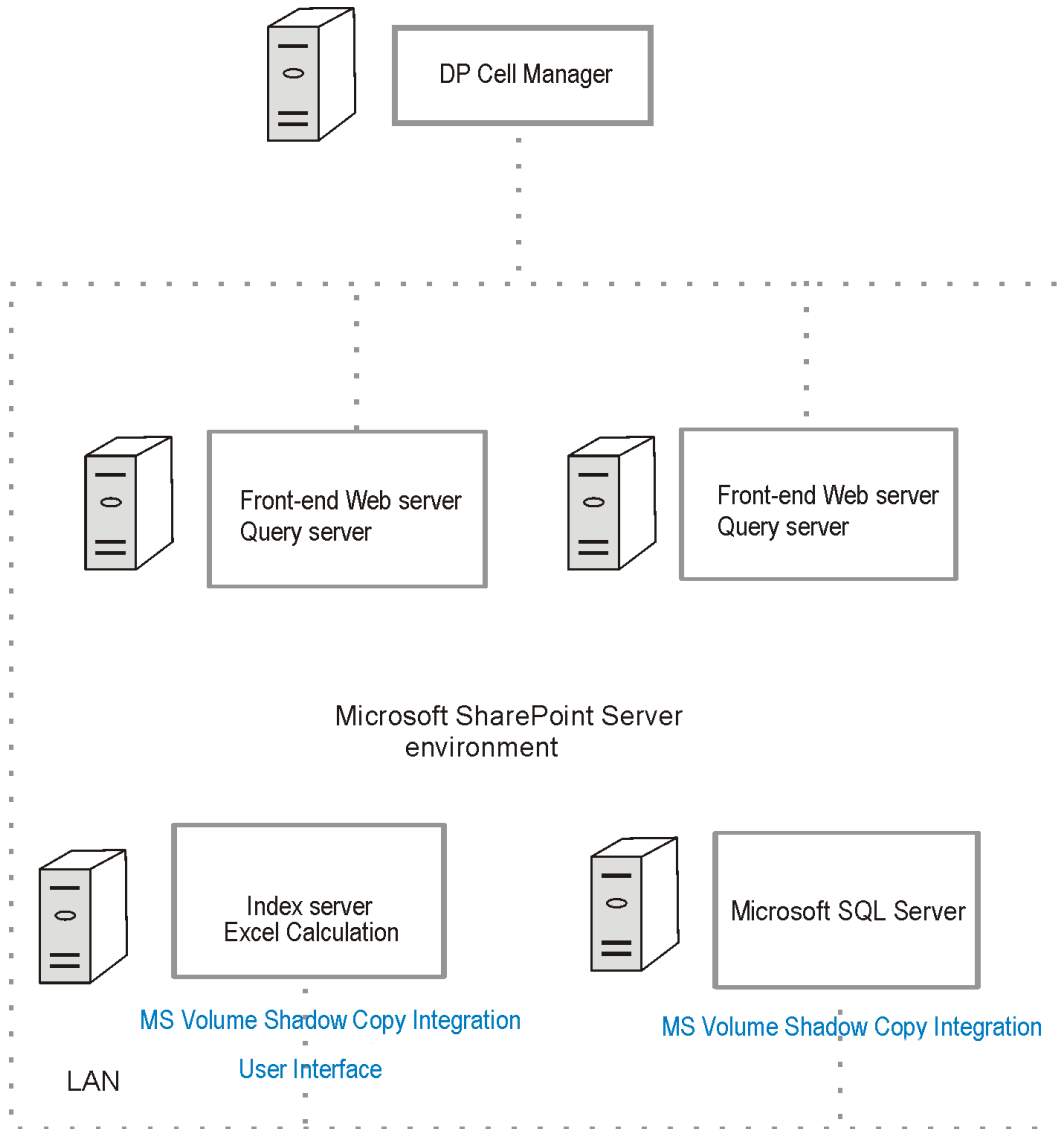 DP Cell Manager
Front-end Web server
Query server
Front-end Web server
Query server
Microsoft SharePoint Server
environment
Index server
Excel Calculation
Microsoft SQL Server
MS Volume Shadow Copy Integration
MS Volume Shadow Copy Integration
User Interface
LAN